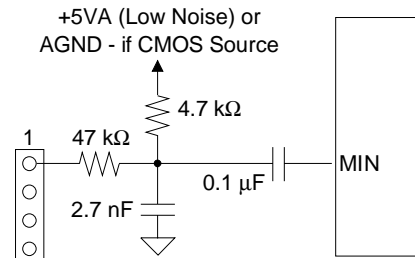 +5VA (Low Noise) or
AGND - if CMOS Source
4.7 kΩ
1
47 kΩ
MIN
0.1 μF
2.7 nF